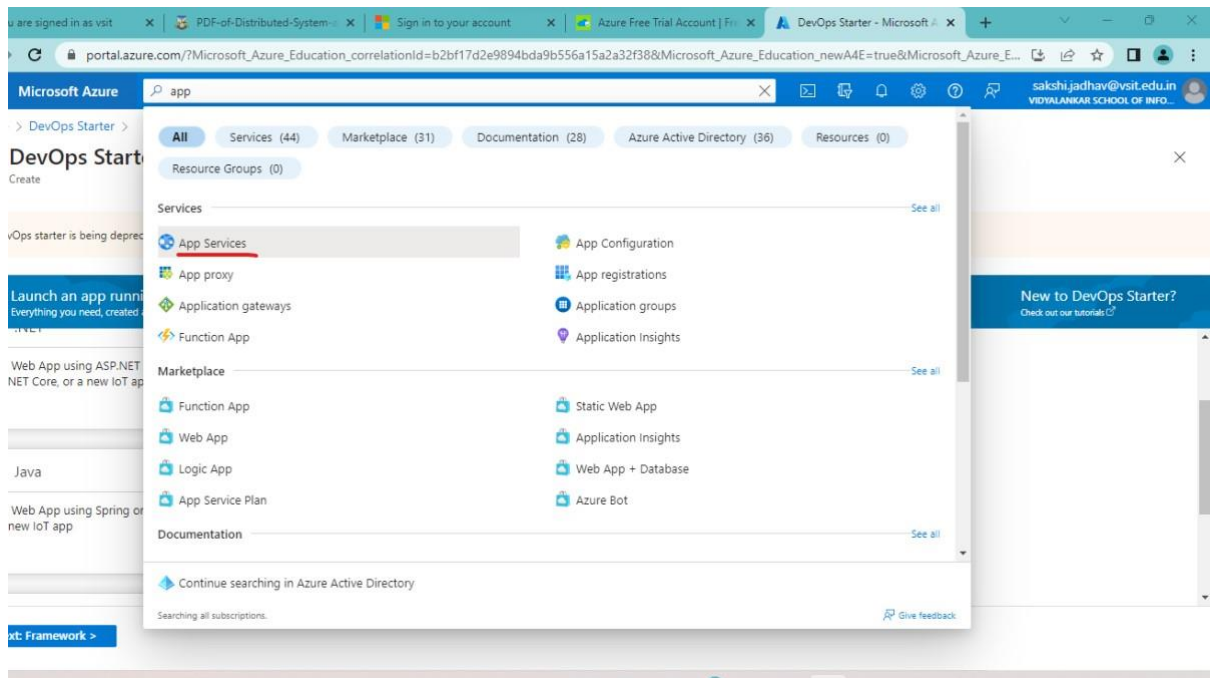 u are signed in as vsit
PDF-of-Distributed-System-
Sign in to your account
Azure Free Trial Account | Fr
DevOps Starter - Microsoft A
portal.azure.com/?Microsoft_Azure_Education_correlationId=b2bf17d2e9894bda9b556a15a2a32f38&Microsoft_Azure_Education_newA4E=true&Microsoft_Azure_E...
Microsoft Azure
app
sakshi.jadhav@vsit.edu.in
VIDYALANKAR SCHOOL OF INFO...
> DevOps Starter >
DevOps Start
Create
All Services (44) Marketplace (31) Documentation (28) Azure Active Directory (36) Resources (0)
Resource Groups (0)
Services See all
vOps starter is being deprec
App Services App Configuration
App proxy App registrations
Application gateways Application groups
Function App Application Insights
Launch an app runni
Everything you need, created
New to DevOps Starter?
Check out our tutorials
.NET
Web App using ASP.NET
NET Core, or a new IoT ap
Marketplace See all
Function App Static Web App
Web App Application Insights
Logic App Web App + Database
App Service Plan Azure Bot
Java
Web App using Spring or
new IoT app
Documentation See all
Continue searching in Azure Active Directory
Searching all subscriptions. Give feedback
xt: Framework >